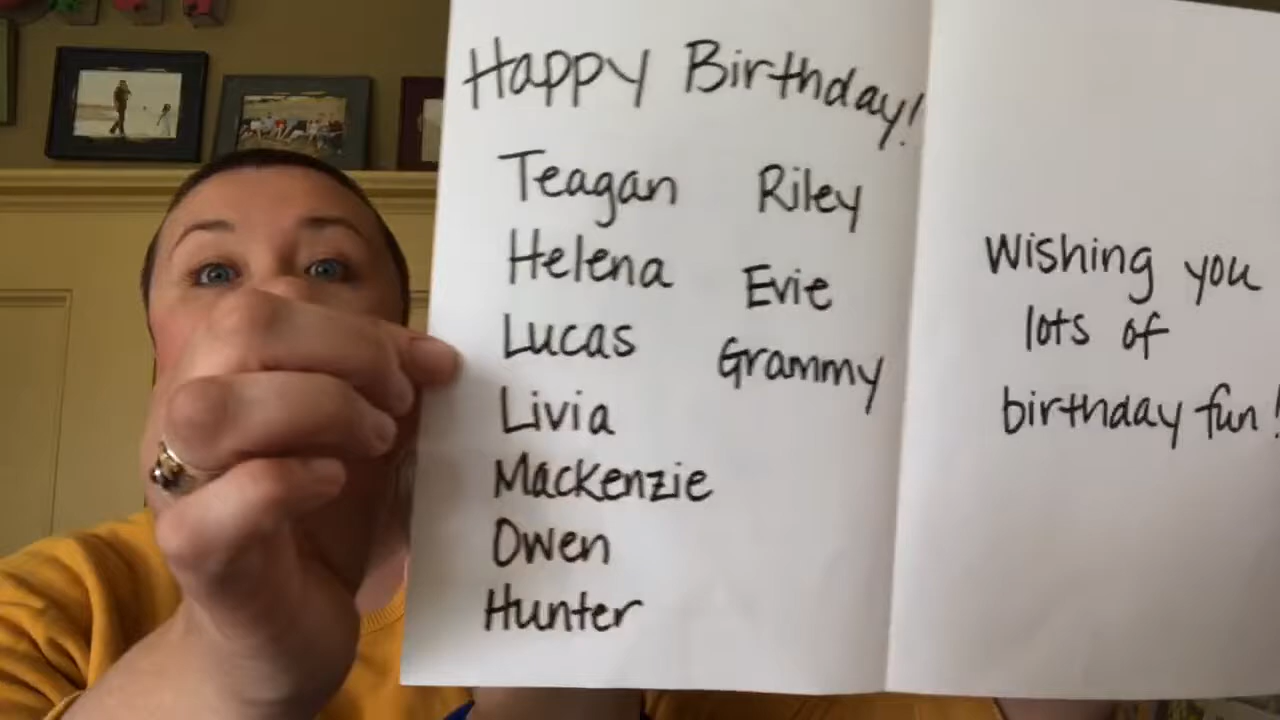 Happy Birthday!
Teagan Riley
Helena Evie
Lucas Grammy
Livia
Mackenzie
Owen
Hunter
Wishing you
lots of
birthday fun!